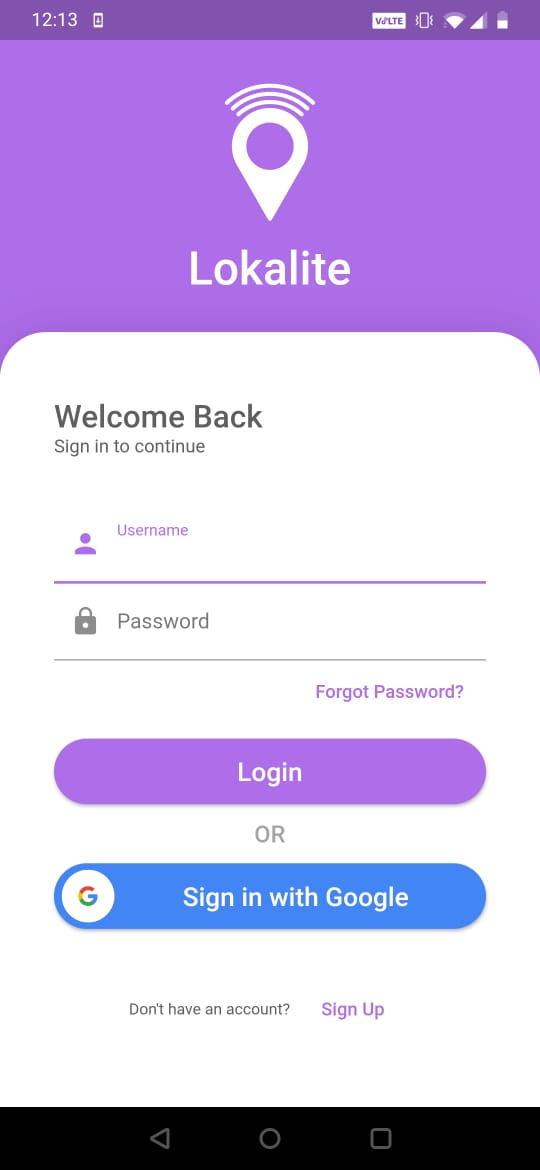 12:13
VoLTE
Lokalite
Welcome Back
Sign in to continue
Username
Password
Forgot Password?
Login
OR
G
Sign in with Google
Don't have an account? Sign Up